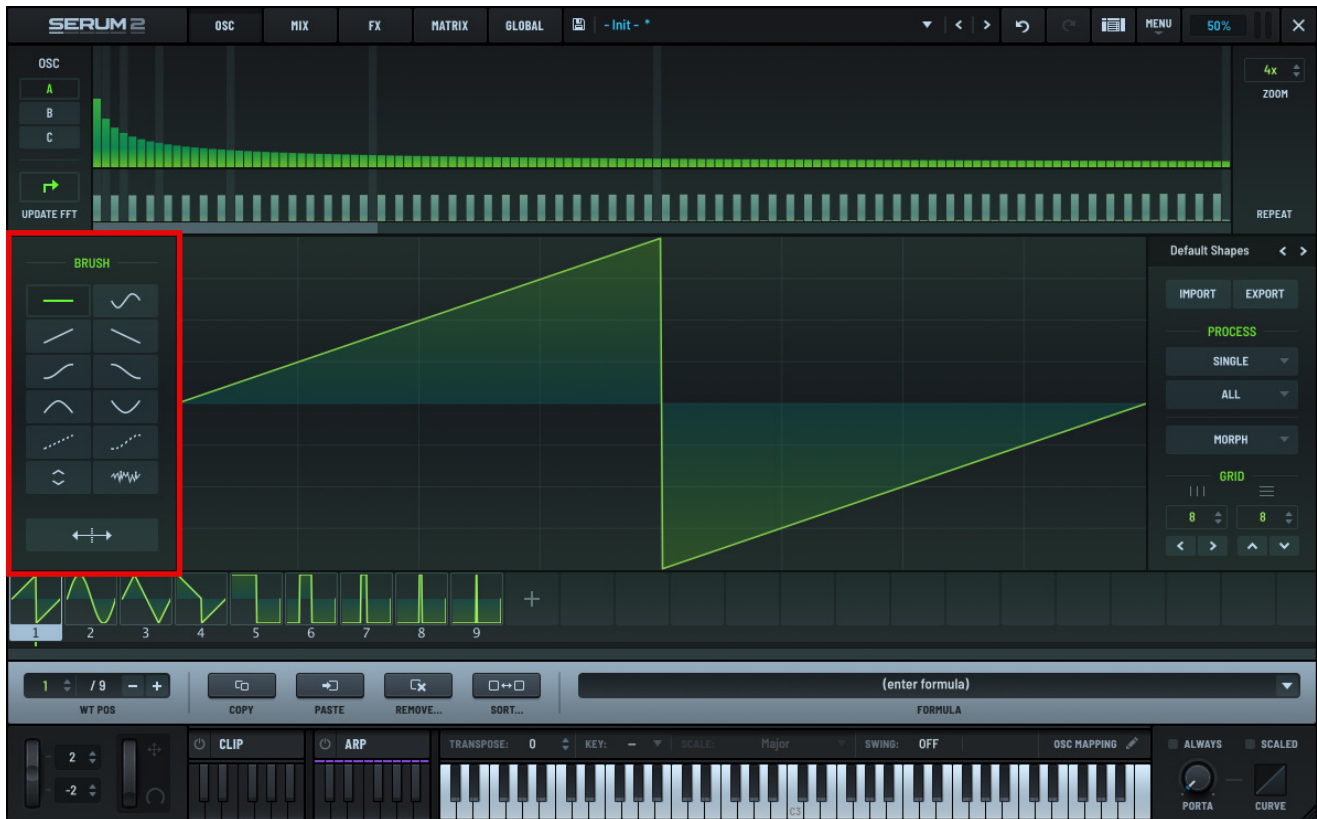 SERUM 2 OSC MIX FX MATRIX GLOBAL - Init - * MENU 50%
OSC
A
B
C
UPDATE FFT
4x
ZOOM
REPEAT
BRUSH
Default Shapes
IMPORT EXPORT
PROCESS
SINGLE
ALL
MORPH
GRID
8 8
1 2 3 4 5 6 7 8 9
1 / 9 - +
WT POS
COPY
PASTE
REMOVE...
SORT...
(enter formula)
FORMULA
2
-2
CLIP
ARP
TRANSPOSE: 0 KEY: – SCALE: Major SWING: OFF OSC MAPPING
C3
ALWAYS SCALED
PORTA CURVE